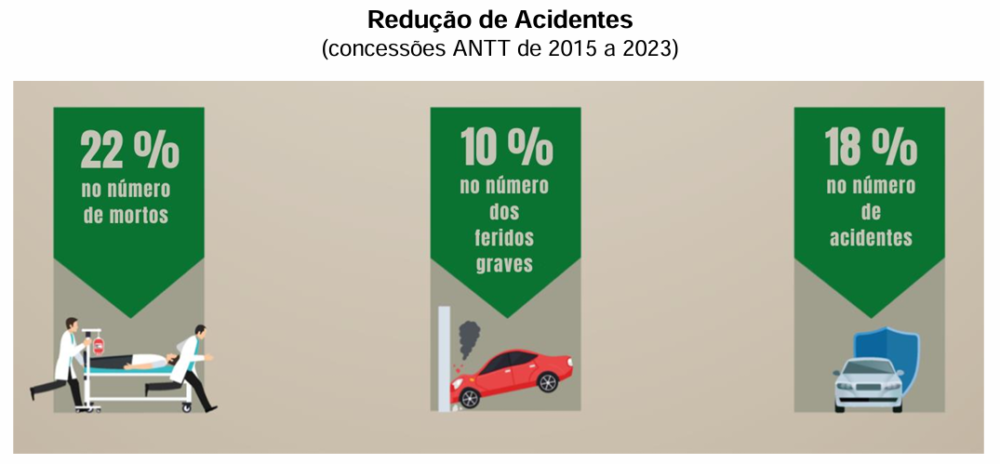 Redução de Acidentes
(concessões ANTT de 2015 a 2023)
22 %
no número
de mortos
10 %
no número
dos
feridos
graves
18 %
no número
de
acidentes